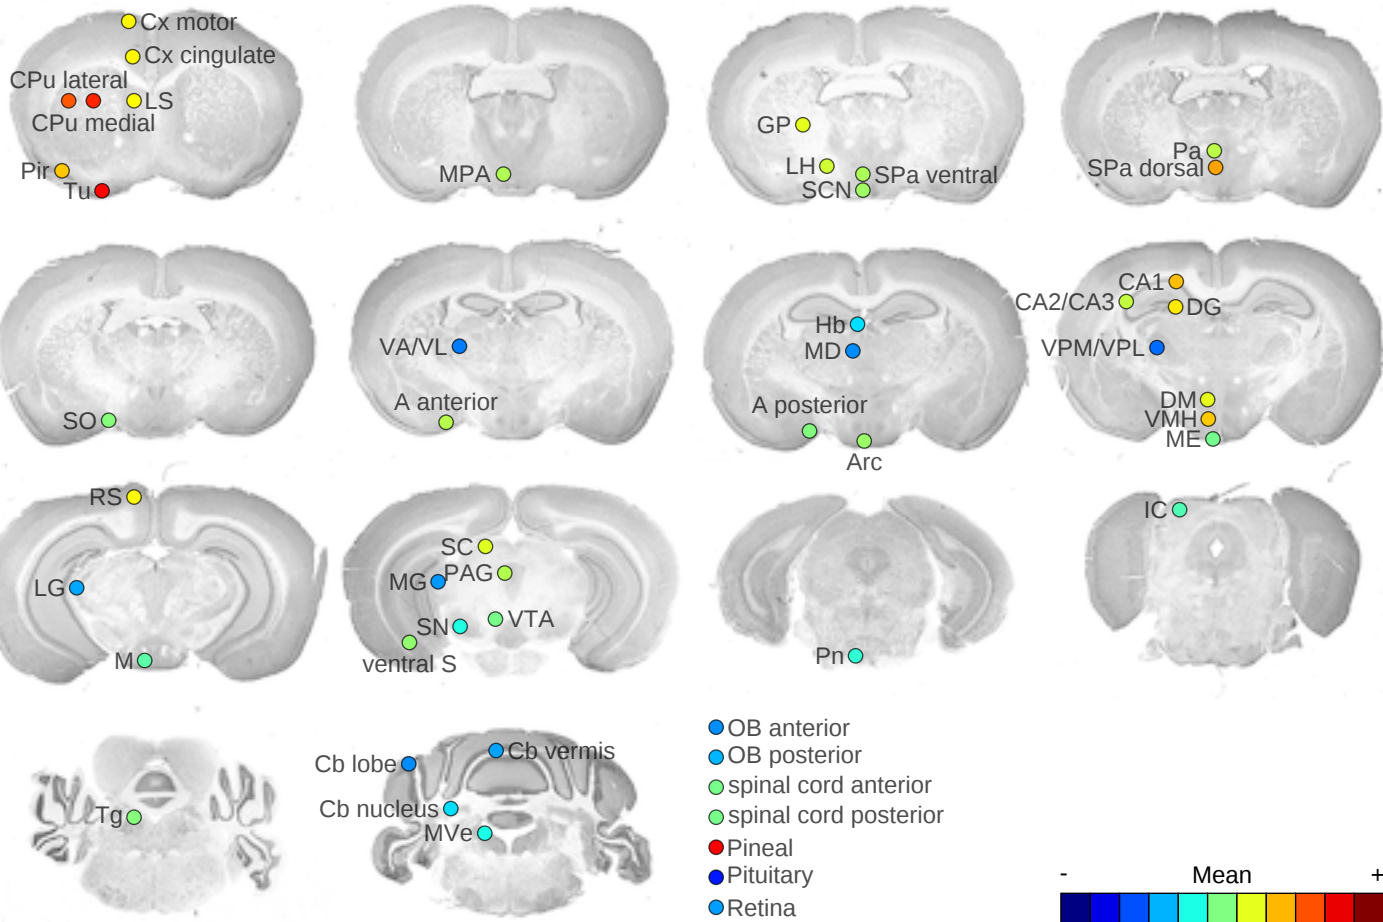 Cx motor
Cx cingulate
CPu lateral
LS
CPu medial
Pir
Tu
MPA
GP
LH
SPa ventral
SCN
Pa
SPa dorsal
SO
VA/VL
A anterior
Hb
MD
A posterior
Arc
CA1
CA2/CA3
DG
VPM/VPL
DM
VMH
ME
RS
LG
M
SC
PAG
MG
VTA
SN
ventral S
Pn
IC
Tg
Cb lobe
Cb vermis
Cb nucleus
MVe
OB anterior
OB posterior
spinal cord anterior
spinal cord posterior
Pineal
Pituitary
Retina
- Mean +